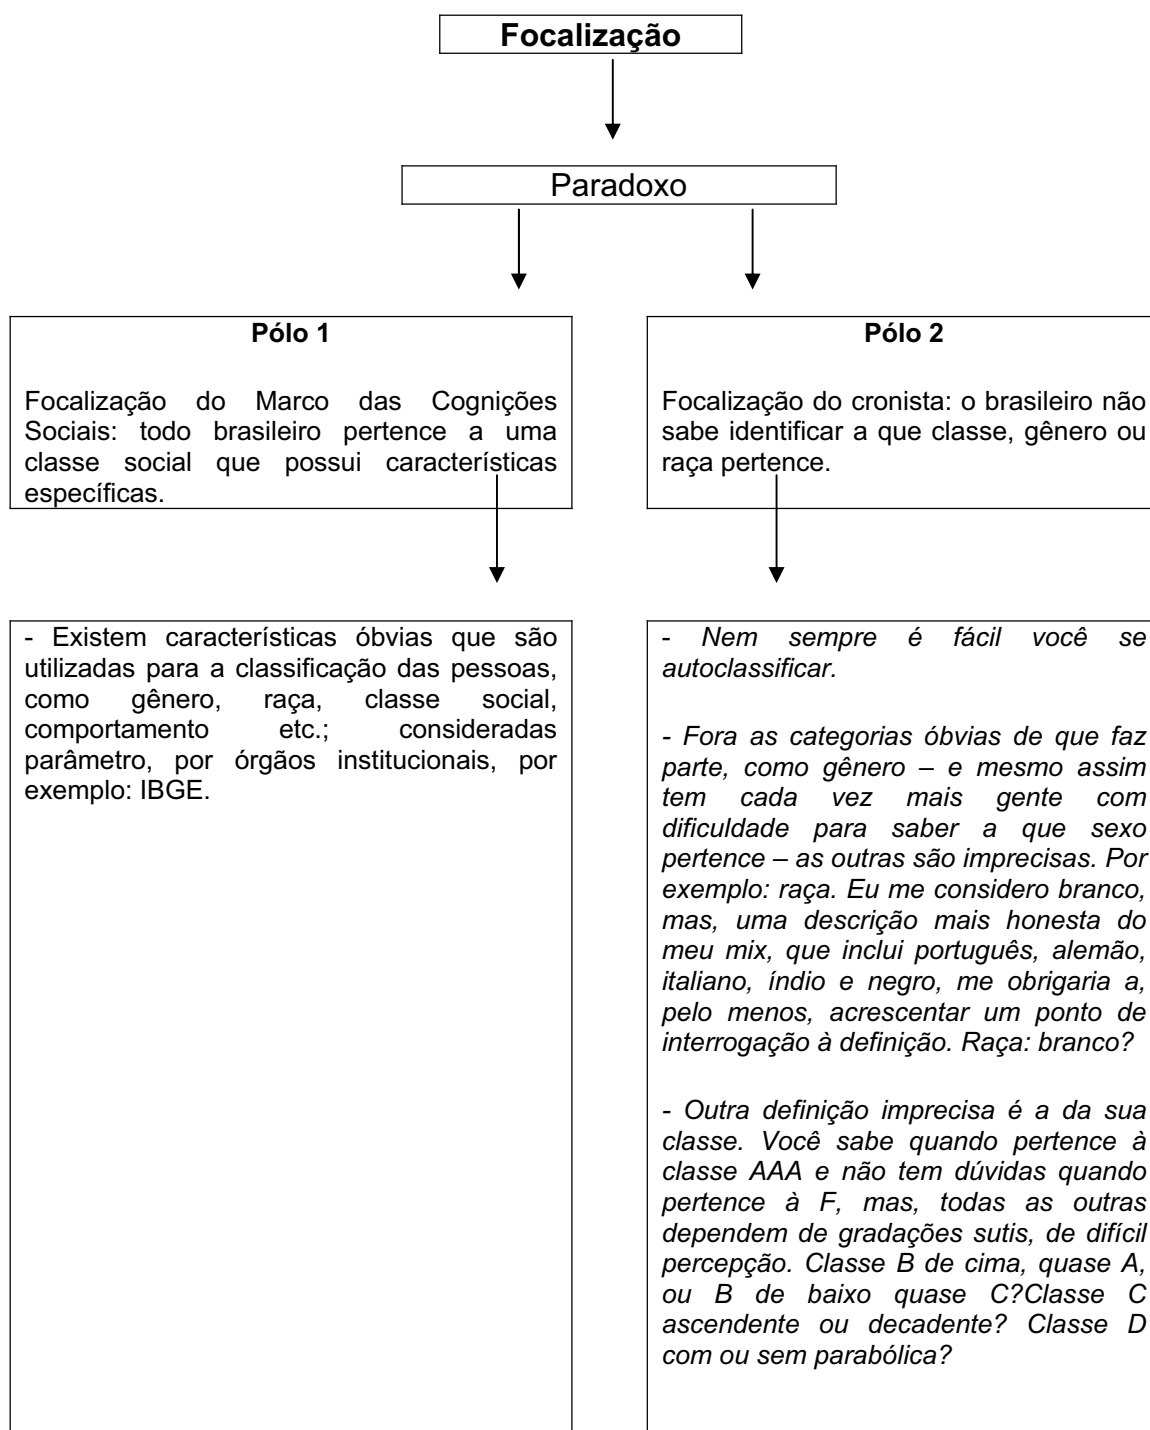 Focalização
Paradoxo
Pólo 1
Focalização do Marco das Cognições
Sociais: todo brasileiro pertence a uma
classe social que possui características
específicas.
Pólo 2
Focalização do cronista: o brasileiro não
sabe identificar a que classe, gênero ou
raça pertence.
- Existem características óbvias que são
utilizadas para a classificação das pessoas,
como gênero, raça, classe social,
comportamento etc.; consideradas
parâmetro, por órgãos institucionais, por
exemplo: IBGE.
- Nem sempre é fácil você se
autoclassificar.
- Fora as categorias óbvias de que faz
parte, como gênero – e mesmo assim
tem cada vez mais gente com
dificuldade para saber a que sexo
pertence – as outras são imprecisas. Por
exemplo: raça. Eu me considero branco,
mas, uma descrição mais honesta do
meu mix, que inclui português, alemão,
italiano, índio e negro, me obrigaria a,
pelo menos, acrescentar um ponto de
interrogação à definição. Raça: branco?
- Outra definição imprecisa é a da sua
classe. Você sabe quando pertence à
classe AAA e não tem dúvidas quando
pertence à F, mas, todas as outras
dependem de gradações sutis, de difícil
percepção. Classe B de cima, quase A,
ou B de baixo quase C?Classe C
ascendente ou decadente? Classe D
com ou sem parabólica?